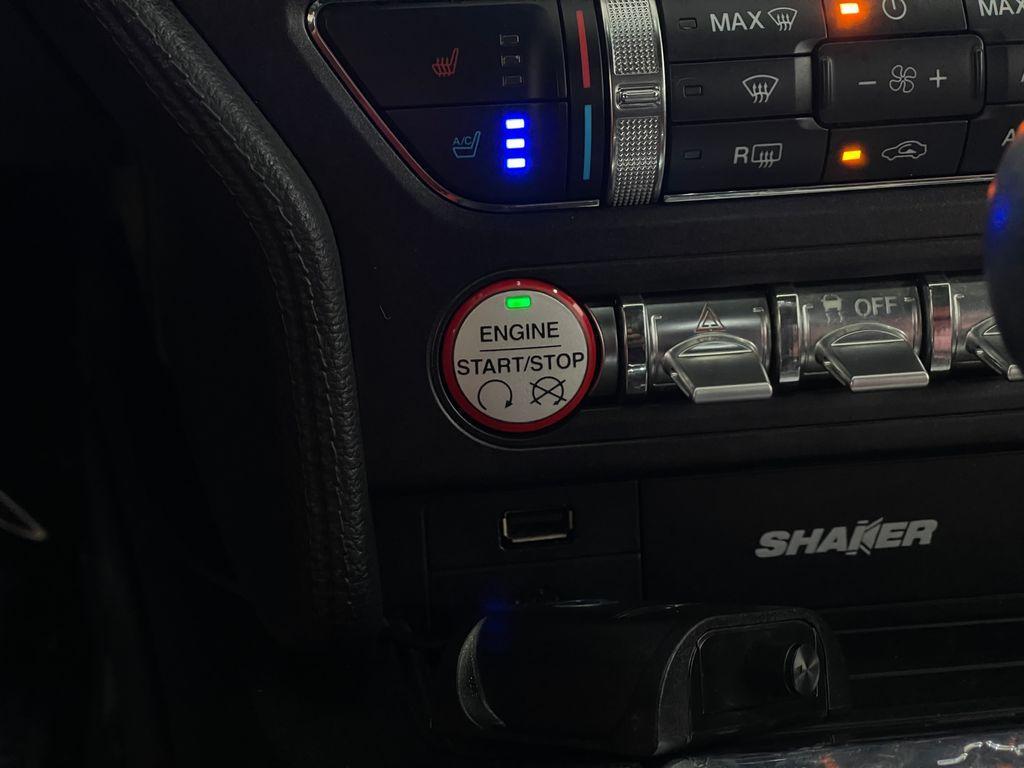 MAX
MAX
A/C
R
A
ENGINE
START/STOP
OFF
SHAKER